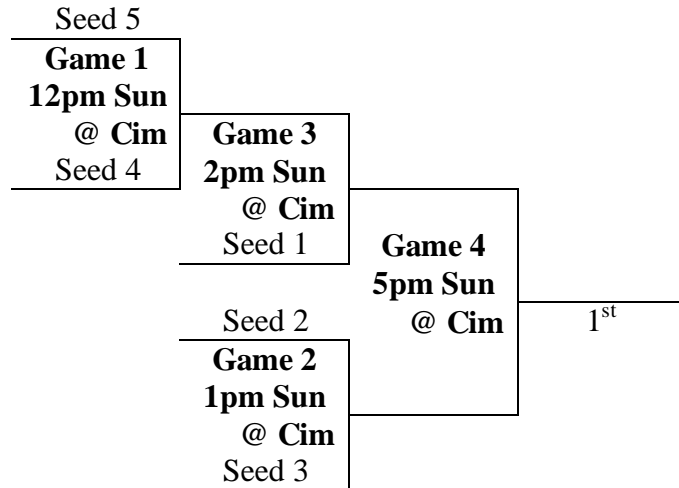 Seed 5
Game 1
12pm Sun
@ Cim
Seed 4
Game 3
2pm Sun
@ Cim
Seed 1
Game 4
5pm Sun
@ Cim
1st
Seed 2
Game 2
1pm Sun
@ Cim
Seed 3